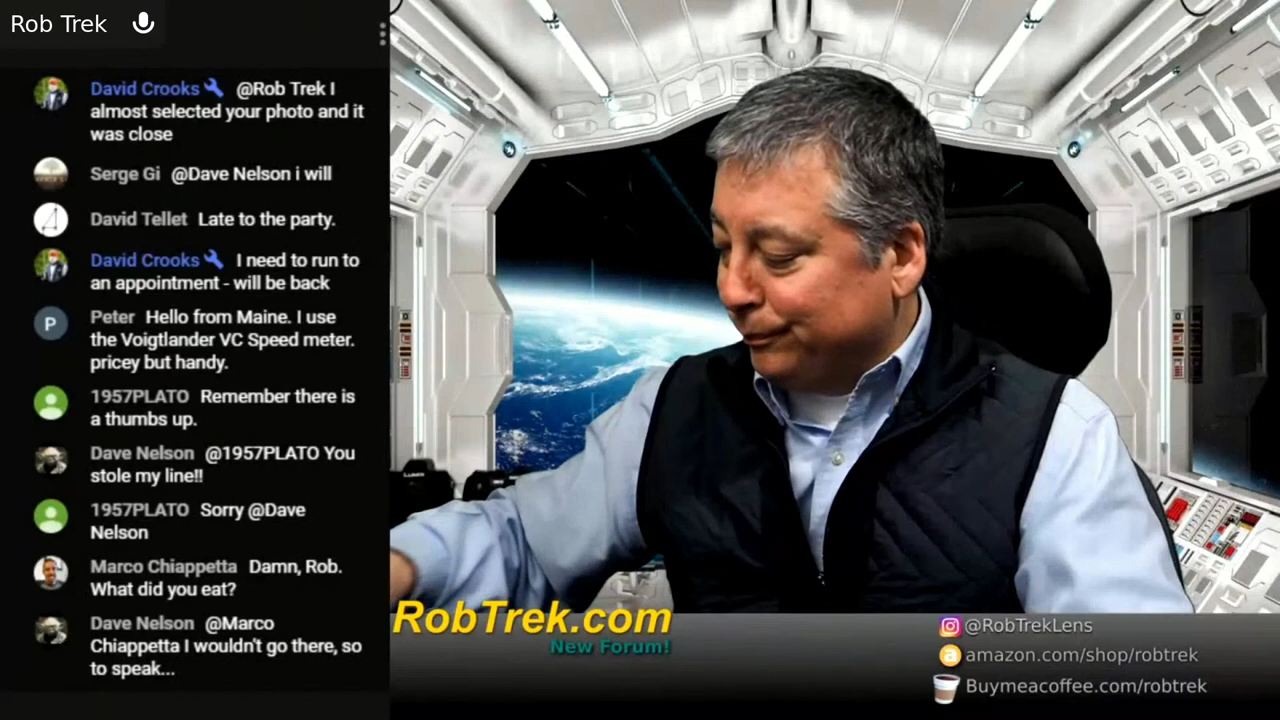 Rob Trek
David Crooks @Rob Trek I
almost selected your photo and it
was close
Serge Gi @Dave Nelson i will
David Tellet Late to the party.
David Crooks I need to run to
an appointment - will be back
P
Peter Hello from Maine. I use
the Voigtlander VC Speed meter.
pricey but handy.
1957PLATO Remember there is
a thumbs up.
Dave Nelson @1957PLATO You
stole my line!!
1957PLATO Sorry @Dave
Nelson
Marco Chiappetta Damn, Rob.
What did you eat?
Dave Nelson @Marco
Chiappetta I wouldn't go there, so
to speak...
LUMIX
RobTrek.com
New Forum!
@RobTrekLens
amazon.com/shop/robtrek
Buymeacoffee.com/robtrek